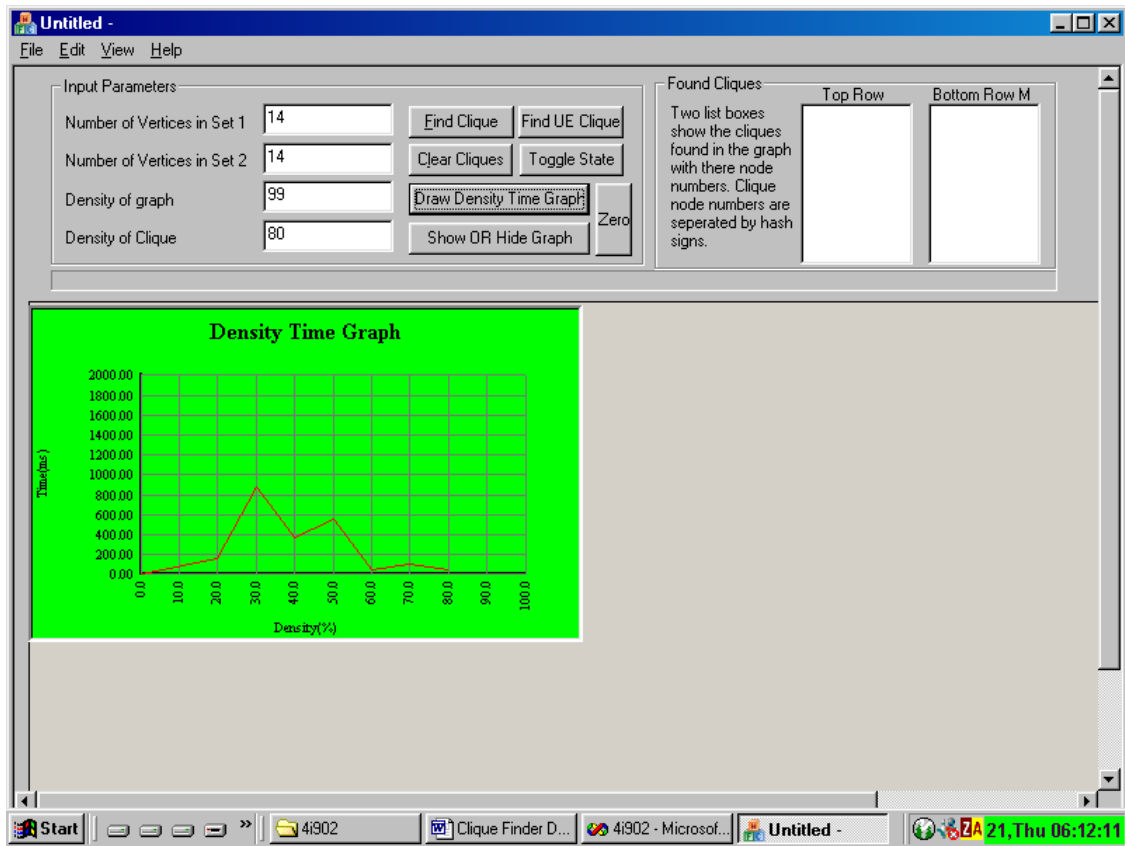 Untitled -
File Edit View Help
Input Parameters
Number of Vertices in Set 1 14
Number of Vertices in Set 2 14
Density of graph 99
Density of Clique 80
Find Clique Find UE Clique
Clear Cliques Toggle State
Draw Density Time Graph
Show OR Hide Graph
Zero
Found Cliques
Two list boxes
show the cliques
found in the graph
with there node
numbers. Clique
node numbers are
seperated by hash
signs.
Top Row Bottom Row M
Density Time Graph
Time(ms)
2000.00
1800.00
1600.00
1400.00
1200.00
1000.00
800.00
600.00
400.00
200.00
0.00
0.0 10.0 20.0 30.0 40.0 50.0 60.0 70.0 80.0 90.0 100.0
Density(%)
Start » 4i902 Clique Finder D... 4i902 - Microsof... Untitled - ZA 21,Thu 06:12:11